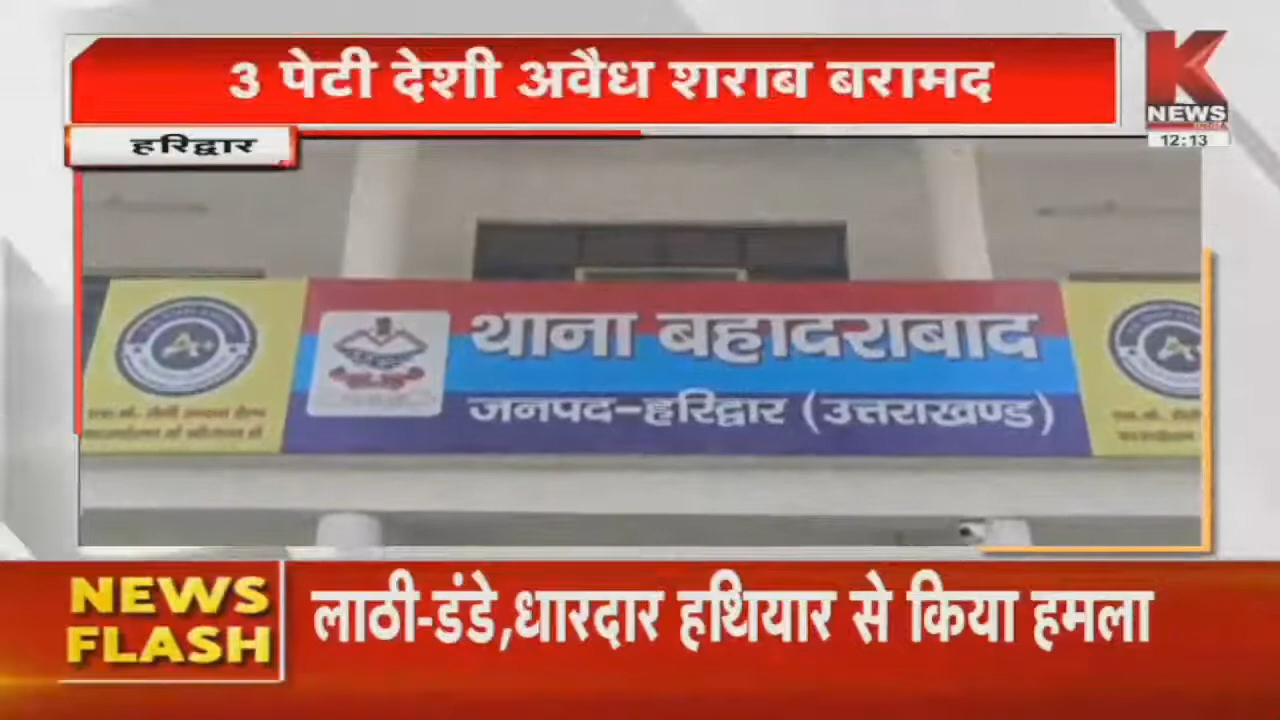 3 पेटी देशी अवैध शराब बरामद
K
NEWS
INDIA
12:13
हरिद्वार
A+
थाना बहादराबाद
जनपद-हरिद्वार (उत्तराखण्ड)
A+
NEWS
FLASH
लाठी-डंडे,धारदार हथियार से किया हमला